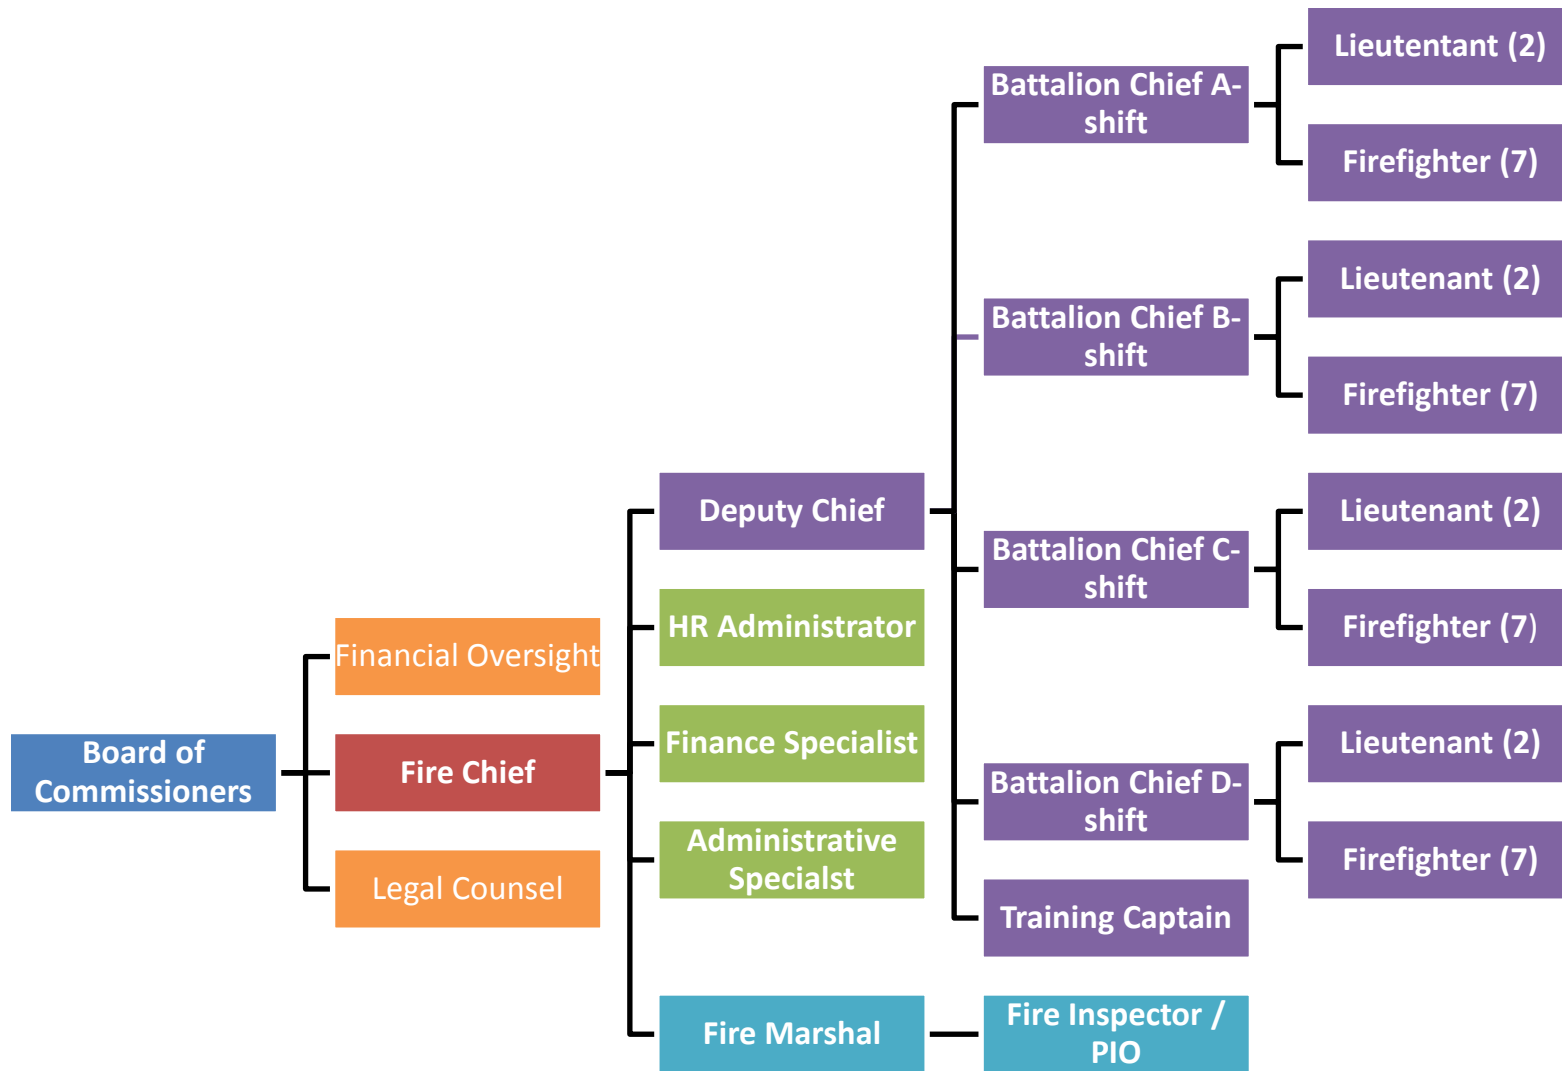 Board of
Commissioners
Financial Oversight
Fire Chief
Legal Counsel
Deputy Chief
HR Administrator
Finance Specialist
Administrative
Specialst
Fire Marshal
Battalion Chief A-
shift
Battalion Chief B-
shift
Battalion Chief C-
shift
Battalion Chief D-
shift
Training Captain
Fire Inspector /
PIO
Lieutentant (2)
Firefighter (7)
Lieutenant (2)
Firefighter (7)
Lieutenant (2)
Firefighter (7)
Lieutenant (2)
Firefighter (7)